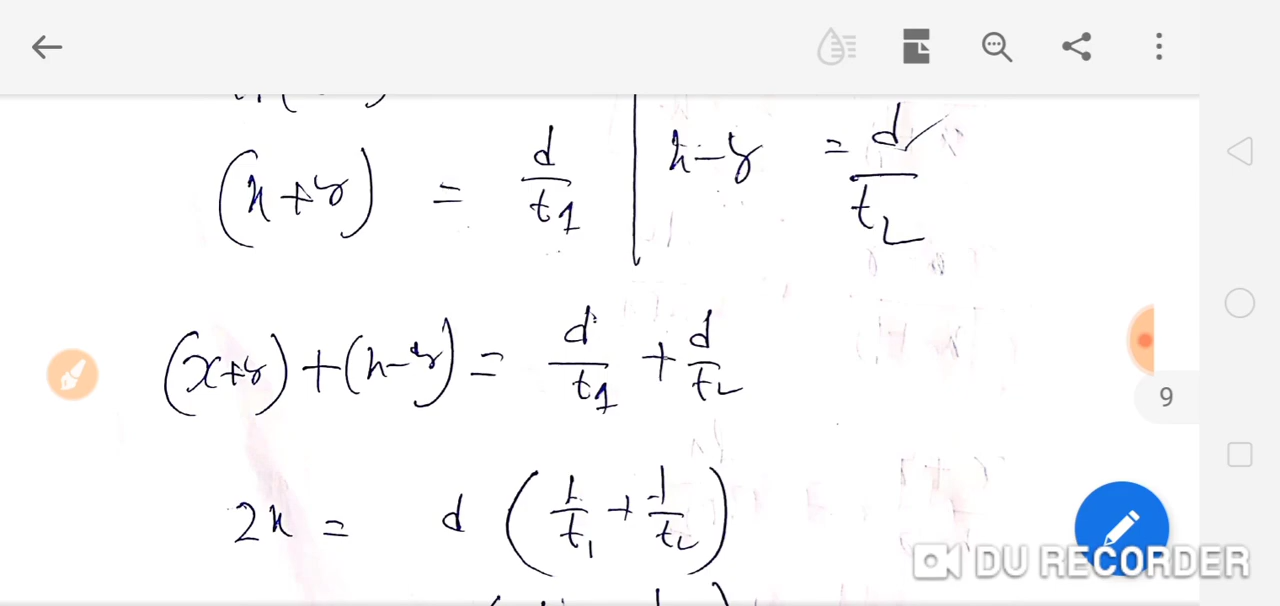 (x+y) = d/t1 | x-y = d/t2
(x+y)+(x-y) = d/t1 + d/t2
9
2x = d (1/t1 + 1/t2)
DU RECORDER